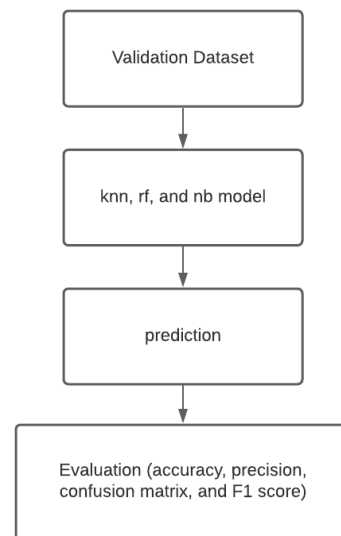 Validation Dataset
knn, rf, and nb model
prediction
Evaluation (accuracy, precision,
confusion matrix, and F1 score)